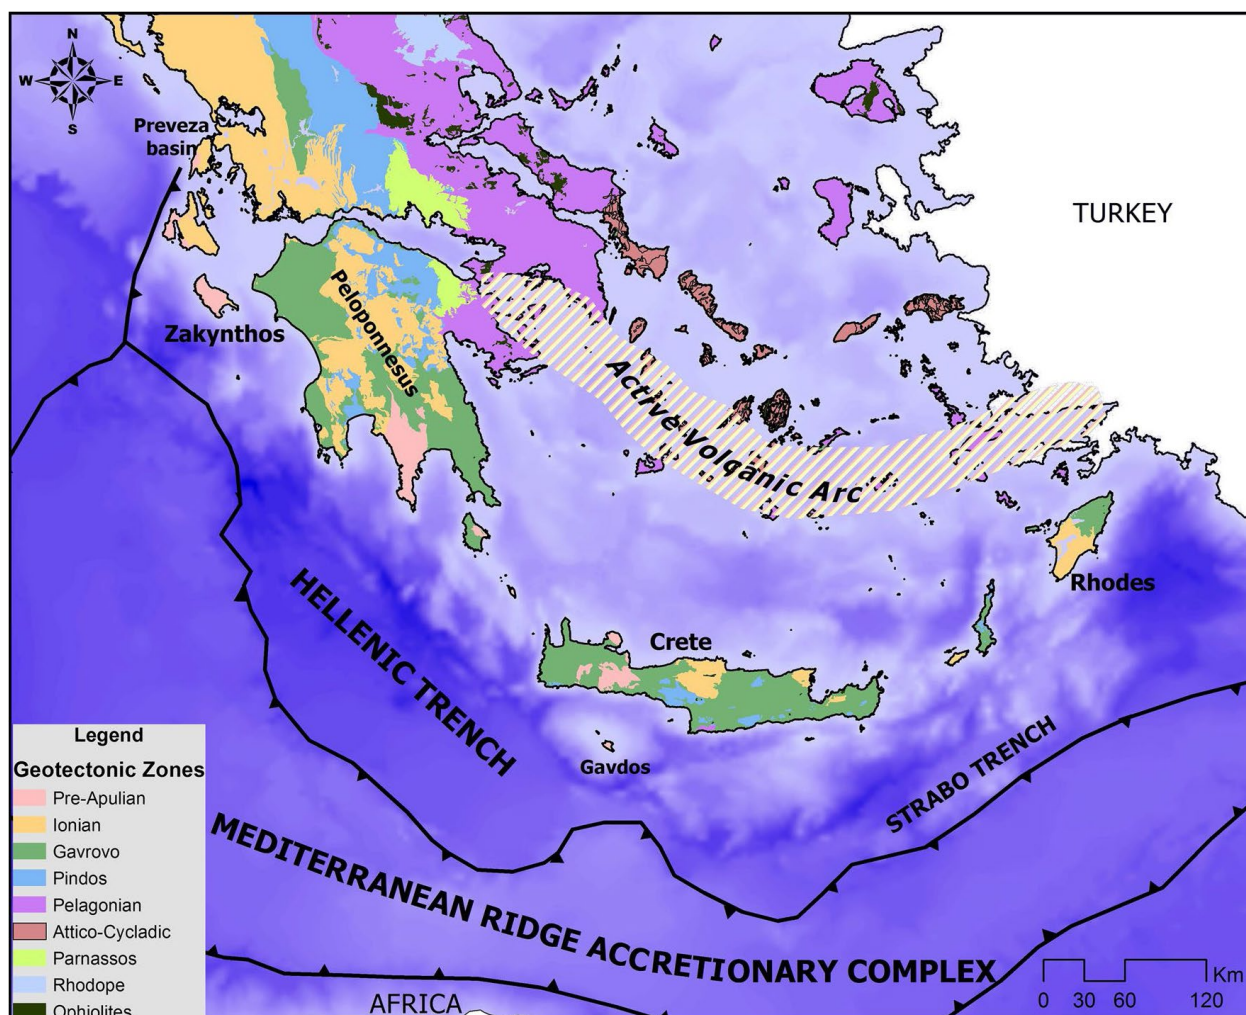 N
W E
S
Preveza
basin
TURKEY
Zakynthos
Peloponnesus
Active Volcanic Arc
Rhodes
HELLENIC TRENCH
Crete
Gavdos
STRABO TRENCH
MEDITERRANEAN RIDGE ACCRETIONARY COMPLEX
AFRICA
Legend
Geotectonic Zones
Pre-Apulian
Ionian
Gavrovo
Pindos
Pelagonian
Attico-Cycladic
Parnassos
Rhodope
Ophiolites
Km
0 30 60 120